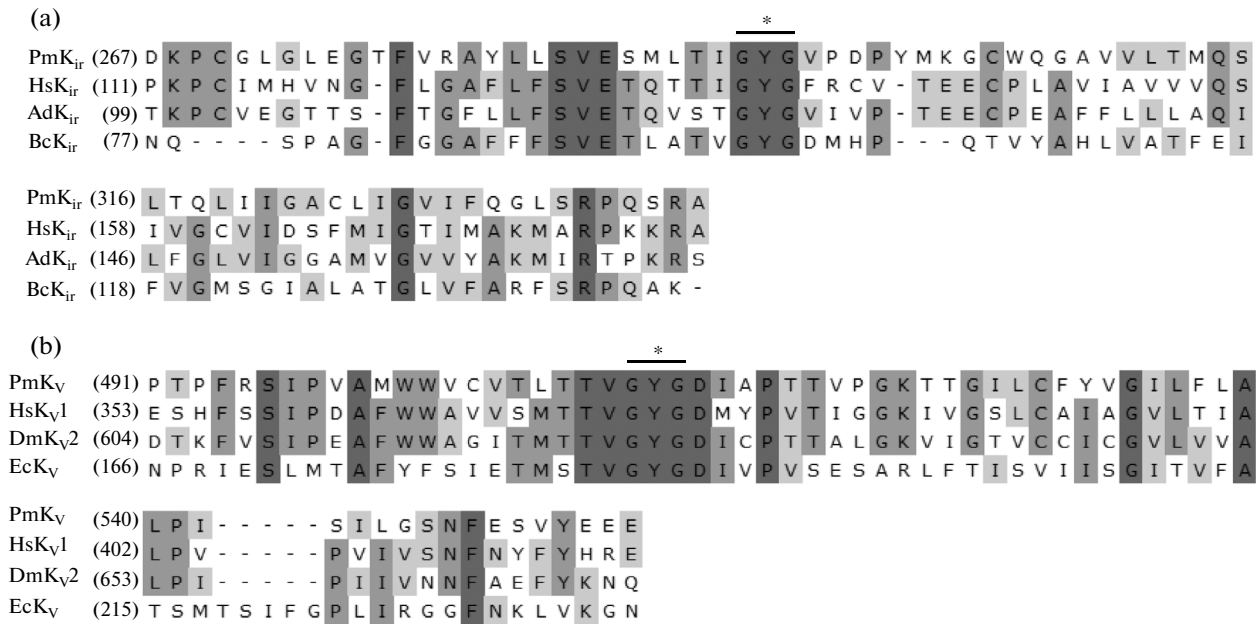 (a)
*
PmKir (267) D K P C G L G L E G T F V R A Y L L S V E S M L T I G Y G V P D P Y M K G C W Q G A V V L T M Q S
HsKir (111) P K P C I M H V N G - F L G A F L F S V E T Q T T I G Y G F R C V - T E E C P L A V I A V V V Q S
AdKir (99) T K P C V E G T T S - F T G F L L F S V E T Q V S T G Y G V I V P - T E E C P E A F F L L L A Q I
BcKir (77) N Q - - - - S P A G - F G G A F F F S V E T L A T V G Y G D M H P - - - Q T V Y A H L V A T F E I
PmKir (316) L T Q L I I G A C L I G V I F Q G L S R P Q S R A
HsKir (158) I V G C V I D S F M I G T I M A K M A R P K K R A
AdKir (146) L F G L V I G G A M V G V V Y A K M I R T P K R S
BcKir (118) F V G M S G I A L A T G L V F A R F S R P Q A K -
(b)
*
PmKV (491) P T P F R S I P V A M W W V C V T L T T V G Y G D I A P T T V P G K T T G I L C F Y V G I L F L A
HsKV1 (353) E S H F S S I P D A F W W A V V S M T T V G Y G D M Y P V T I G G K I V G S L C A I A G V L T I A
DmKV2 (604) D T K F V S I P E A F W W A G I T M T T V G Y G D I C P T T A L G K V I G T V C C I C G V L V V A
EcKV (166) N P R I E S L M T A F Y F S I E T M S T V G Y G D I V P V S E S A R L F T I S V I I S G I T V F A
PmKV (540) L P I - - - - - S I L G S N F E S V Y E E E
HsKV1 (402) L P V - - - - - P V I V S N F N Y F Y H R E
DmKV2 (653) L P I - - - - - P I I V N N F A E F Y K N Q
EcKV (215) T S M T S I F G P L I R G G F N K L V K G N